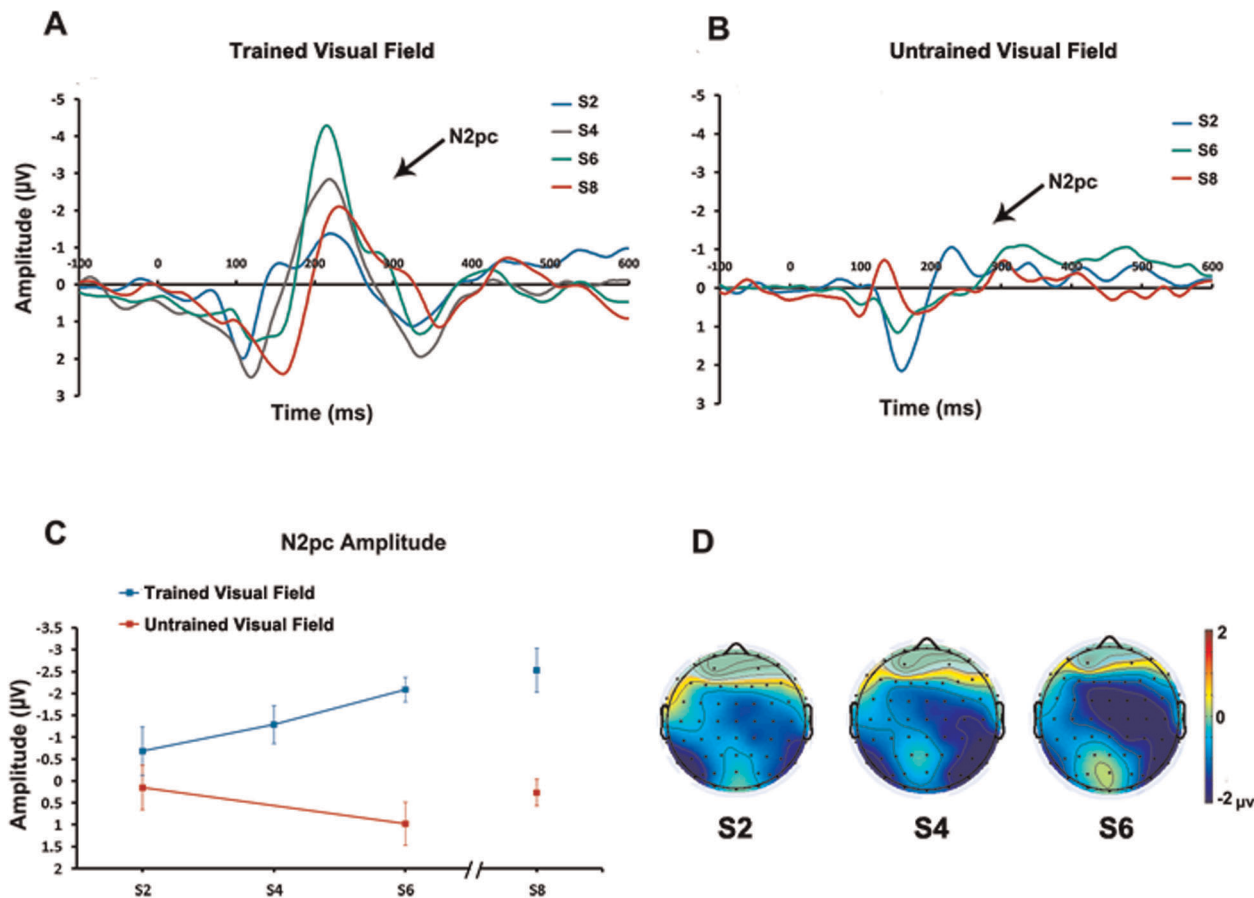 A
Trained Visual Field
-5
-4
-3
-2
-1
0
1
2
3
Amplitude (µV)
-100 0 100 200 300 400 500 600
Time (ms)
N2pc
S2
S4
S6
S8
B
Untrained Visual Field
-5
-4
-3
-2
-1
0
1
2
3
Amplitude (µV)
-100 0 100 200 300 400 500 600
Time (ms)
N2pc
S2
S6
S8
C
N2pc Amplitude
Trained Visual Field
Untrained Visual Field
-3.5
-3
-2.5
-2
-1.5
-1
-0.5
0
0.5
1
1.5
2
Amplitude (µV)
S2 S4 S6 S8
D
2
0
-2 µv
S2 S4 S6